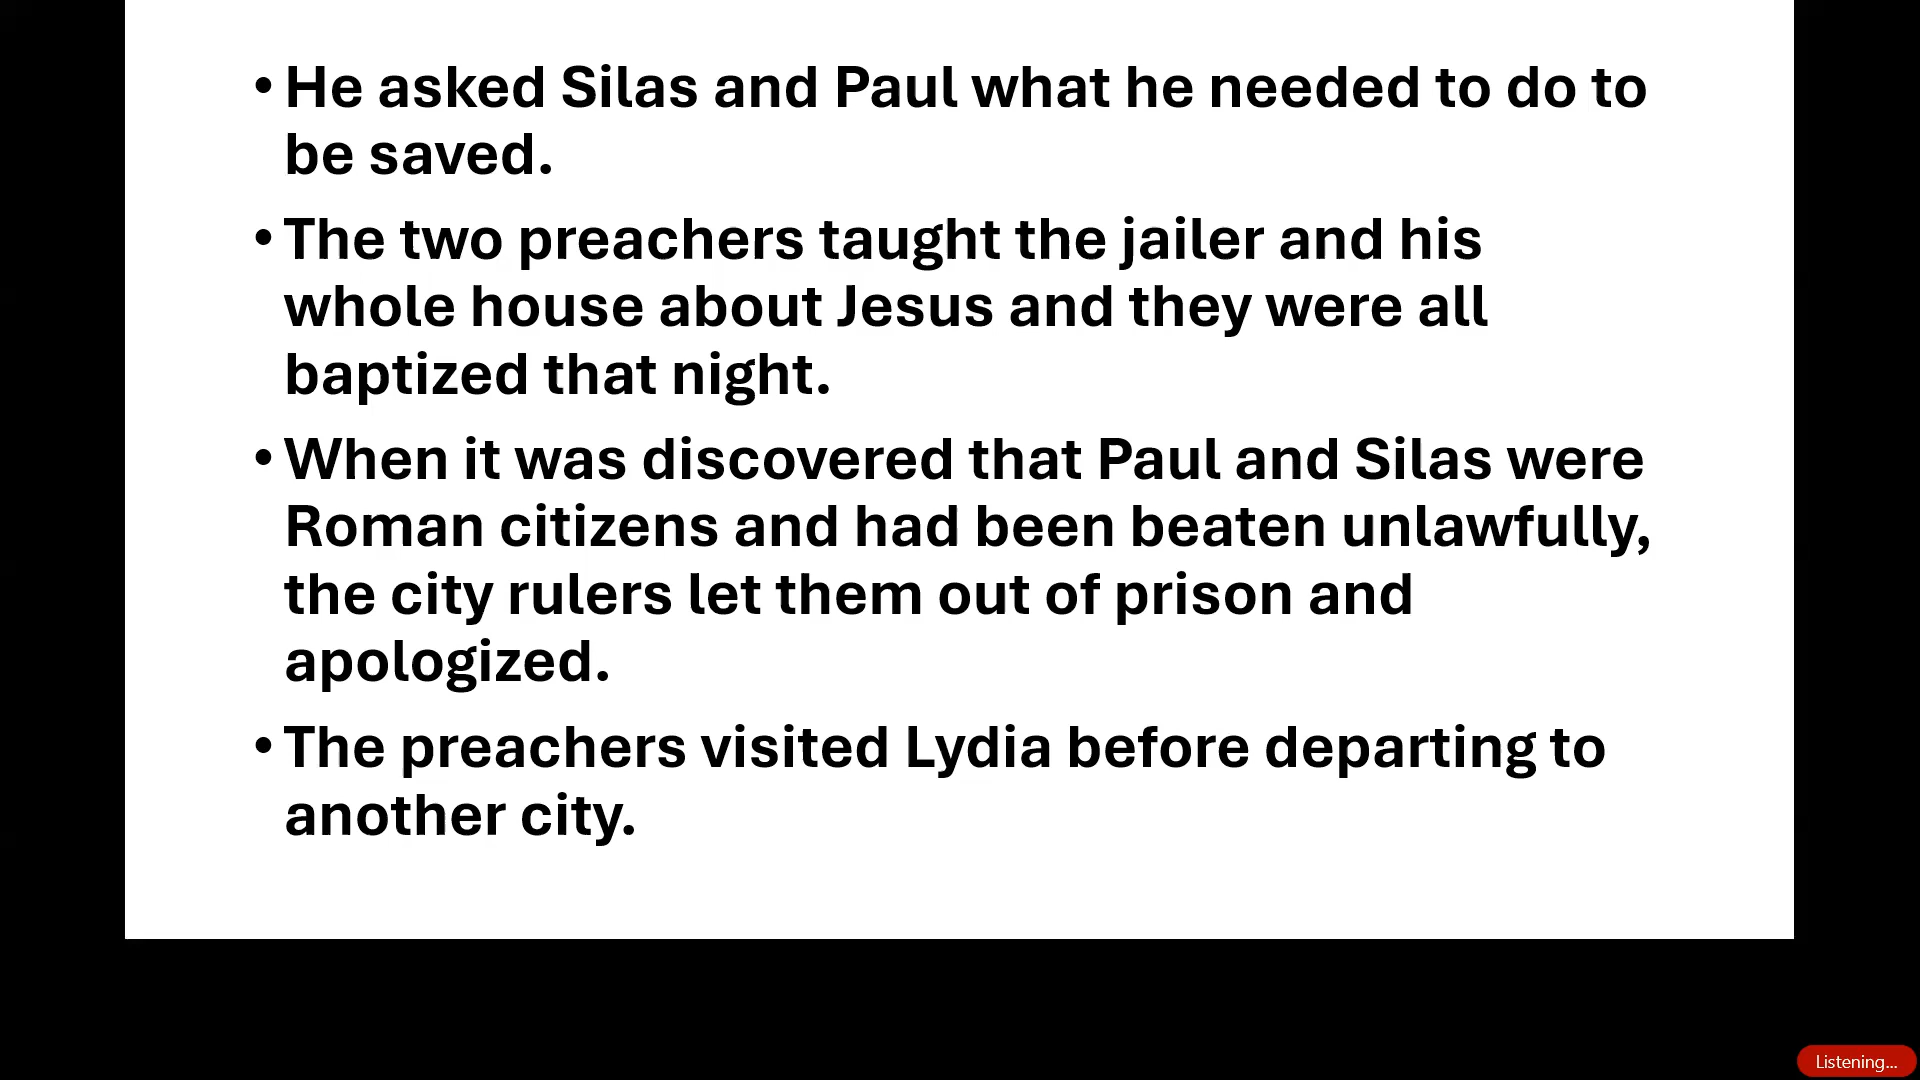 • He asked Silas and Paul what he needed to do to
be saved.
• The two preachers taught the jailer and his
whole house about Jesus and they were all
baptized that night.
• When it was discovered that Paul and Silas were
Roman citizens and had been beaten unlawfully,
the city rulers let them out of prison and
apologized.
• The preachers visited Lydia before departing to
another city.
Listening...